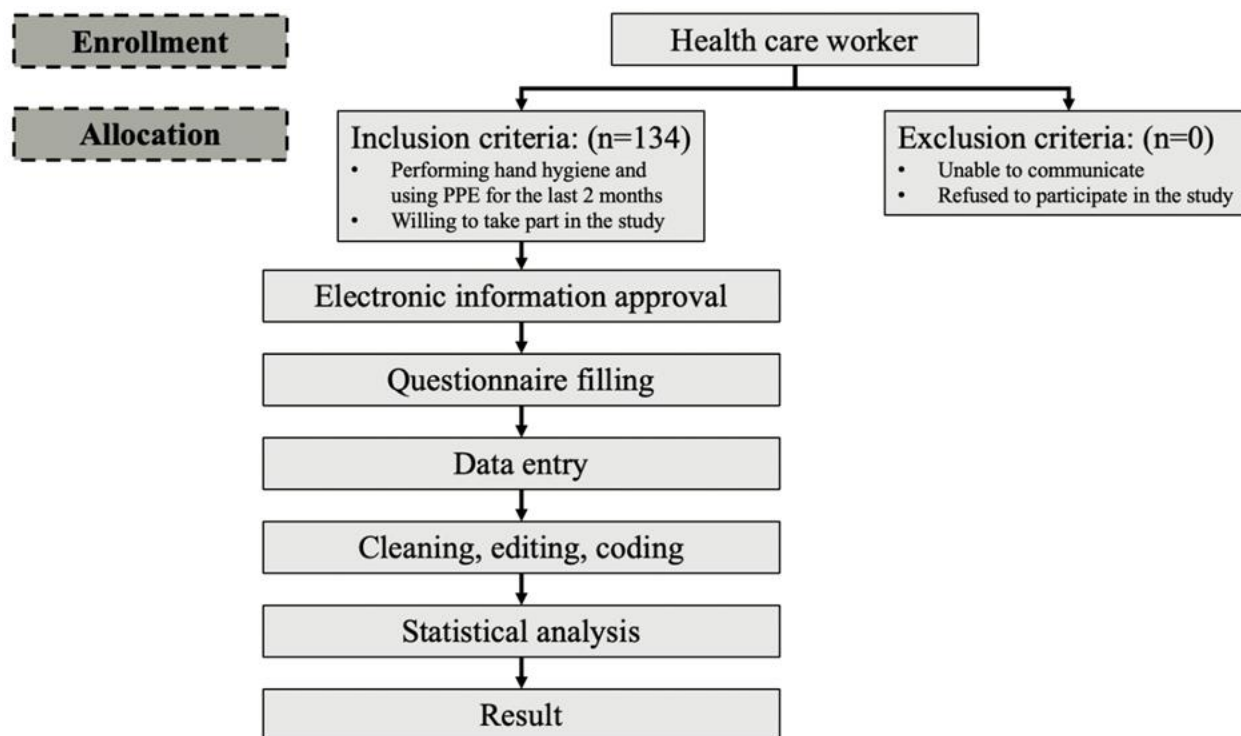 Enrollment
Health care worker
Allocation
Inclusion criteria: (n=134)
• Performing hand hygiene and
using PPE for the last 2 months
• Willing to take part in the study
Exclusion criteria: (n=0)
• Unable to communicate
• Refused to participate in the study
Electronic information approval
Questionnaire filling
Data entry
Cleaning, editing, coding
Statistical analysis
Result